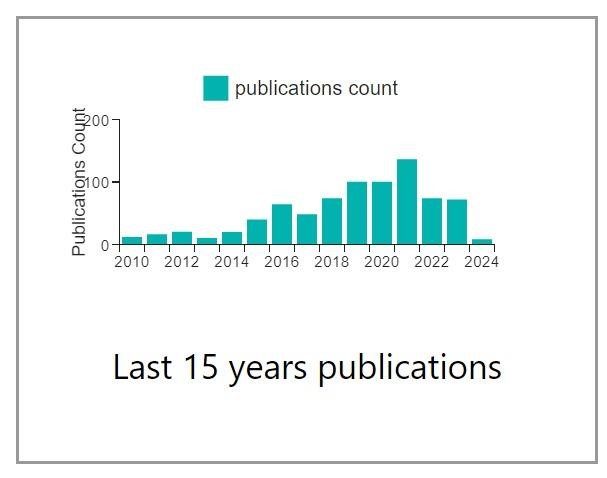 publications count
Publications Count
200
100
0
2010 2012 2014 2016 2018 2020 2022 2024
Last 15 years publications